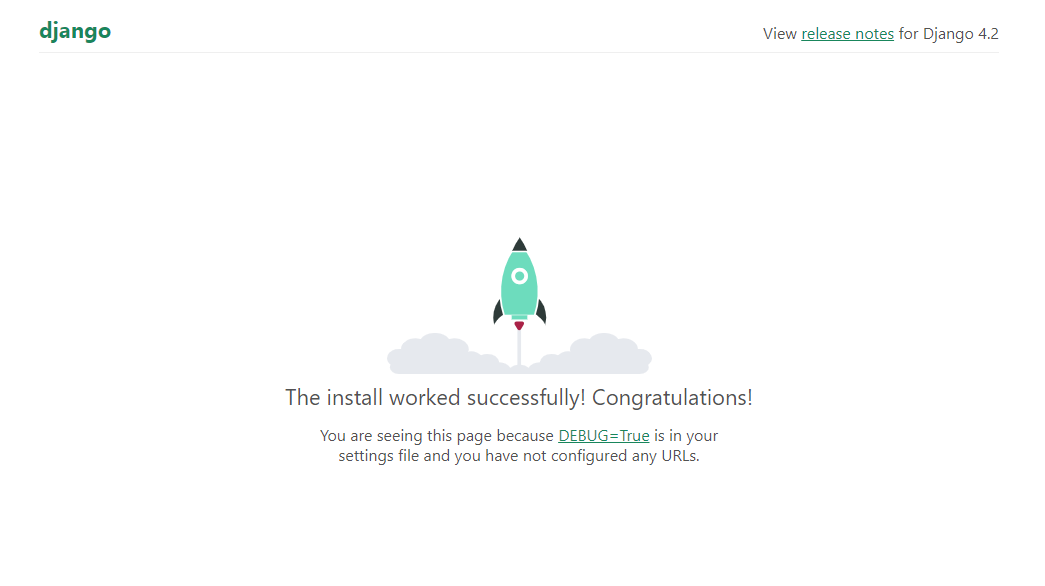 django
View release notes for Django 4.2
The install worked successfully! Congratulations!
You are seeing this page because DEBUG=True is in your
settings file and you have not configured any URLs.